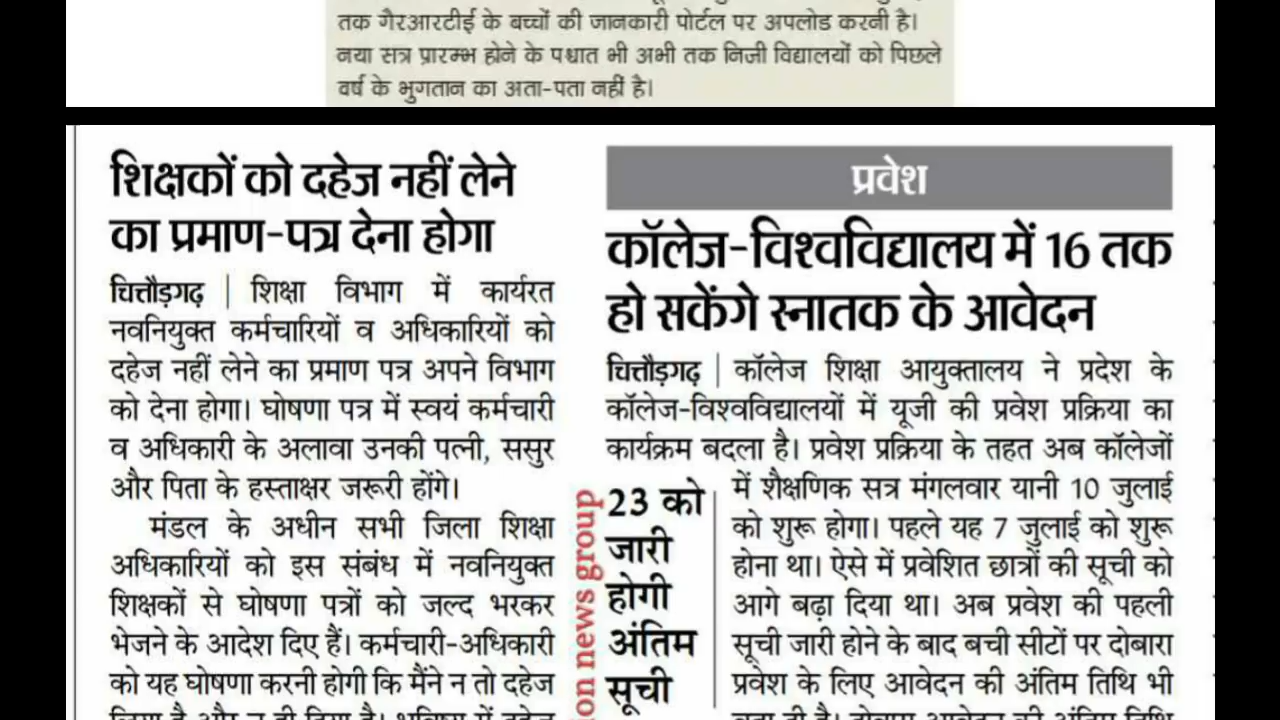 तक गैरआरटीई के बच्चों की जानकारी पोर्टल पर अपलोड करनी है।
नया सत्र प्रारम्भ होने के पश्चात भी अभी तक निजी विद्यालयों को पिछले
वर्ष के भुगतान का अता-पता नहीं है।
शिक्षकों को दहेज नहीं लेने
का प्रमाण-पत्र देना होगा
चित्तौड़गढ़ | शिक्षा विभाग में कार्यरत
नवनियुक्त कर्मचारियों व अधिकारियों को
दहेज नहीं लेने का प्रमाण पत्र अपने विभाग
को देना होगा। घोषणा पत्र में स्वयं कर्मचारी
व अधिकारी के अलावा उनकी पत्नी, ससुर
और पिता के हस्ताक्षर जरूरी होंगे।
मंडल के अधीन सभी जिला शिक्षा
अधिकारियों को इस संबंध में नवनियुक्त
शिक्षकों से घोषणा पत्रों को जल्द भरकर
भेजने के आदेश दिए हैं। कर्मचारी-अधिकारी
को यह घोषणा करनी होगी कि मैंने न तो दहेज
प्रवेश
कॉलेज-विश्वविद्यालय में 16 तक
हो सकेंगे स्नातक के आवेदन
चित्तौड़गढ़ | कॉलेज शिक्षा आयुक्तालय ने प्रदेश के
कॉलेज-विश्वविद्यालयों में यूजी की प्रवेश प्रक्रिया का
कार्यक्रम बदला है। प्रवेश प्रक्रिया के तहत अब कॉलेजों
में शैक्षणिक सत्र मंगलवार यानी 10 जुलाई
को शुरू होगा। पहले यह 7 जुलाई को शुरू
होना था। ऐसे में प्रवेशित छात्रों की सूची को
आगे बढ़ा दिया था। अब प्रवेश की पहली
सूची जारी होने के बाद बची सीटों पर दोबारा
प्रवेश के लिए आवेदन की अंतिम तिथि भी
23 को
जारी
होगी
अंतिम
सूची
on news group